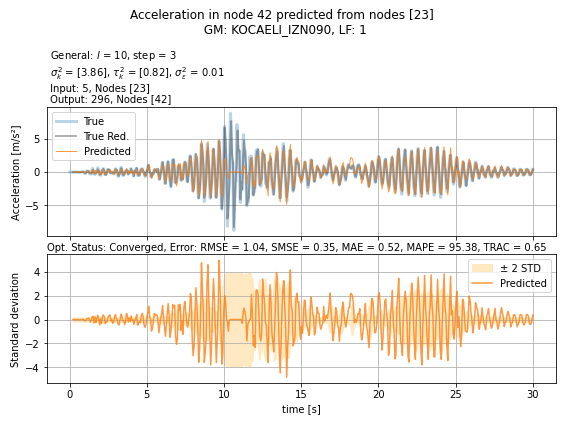 Acceleration in node 42 predicted from nodes [23]
GM: KOCAELI_IZN090, LF: 1
General: l = 10, step = 3
σ²ₖ = [3.86], τ²ₖ = [0.82], σ²ε = 0.01
Input: 5, Nodes [23]
Output: 296, Nodes [42]
True
True Red.
Predicted
Acceleration [m/s²]
5
0
−5
Opt. Status: Converged, Error: RMSE = 1.04, SMSE = 0.35, MAE = 0.52, MAPE = 95.38, TRAC = 0.65
± 2 STD
Predicted
Standard deviation
4
2
0
−2
−4
0 5 10 15 20 25 30
time [s]